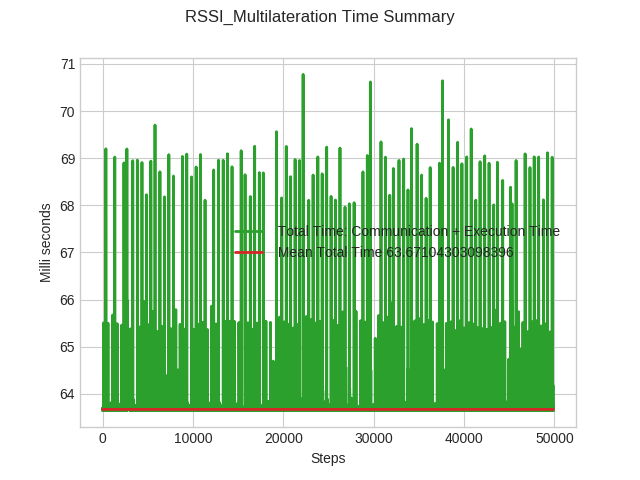 RSSI_Multilateration Time Summary
71
70
69
68
67
66
65
64
Milli seconds
Total Time: Communication + Execution Time
Mean Total Time 63.67104303098396
0
10000
20000
30000
40000
50000
Steps